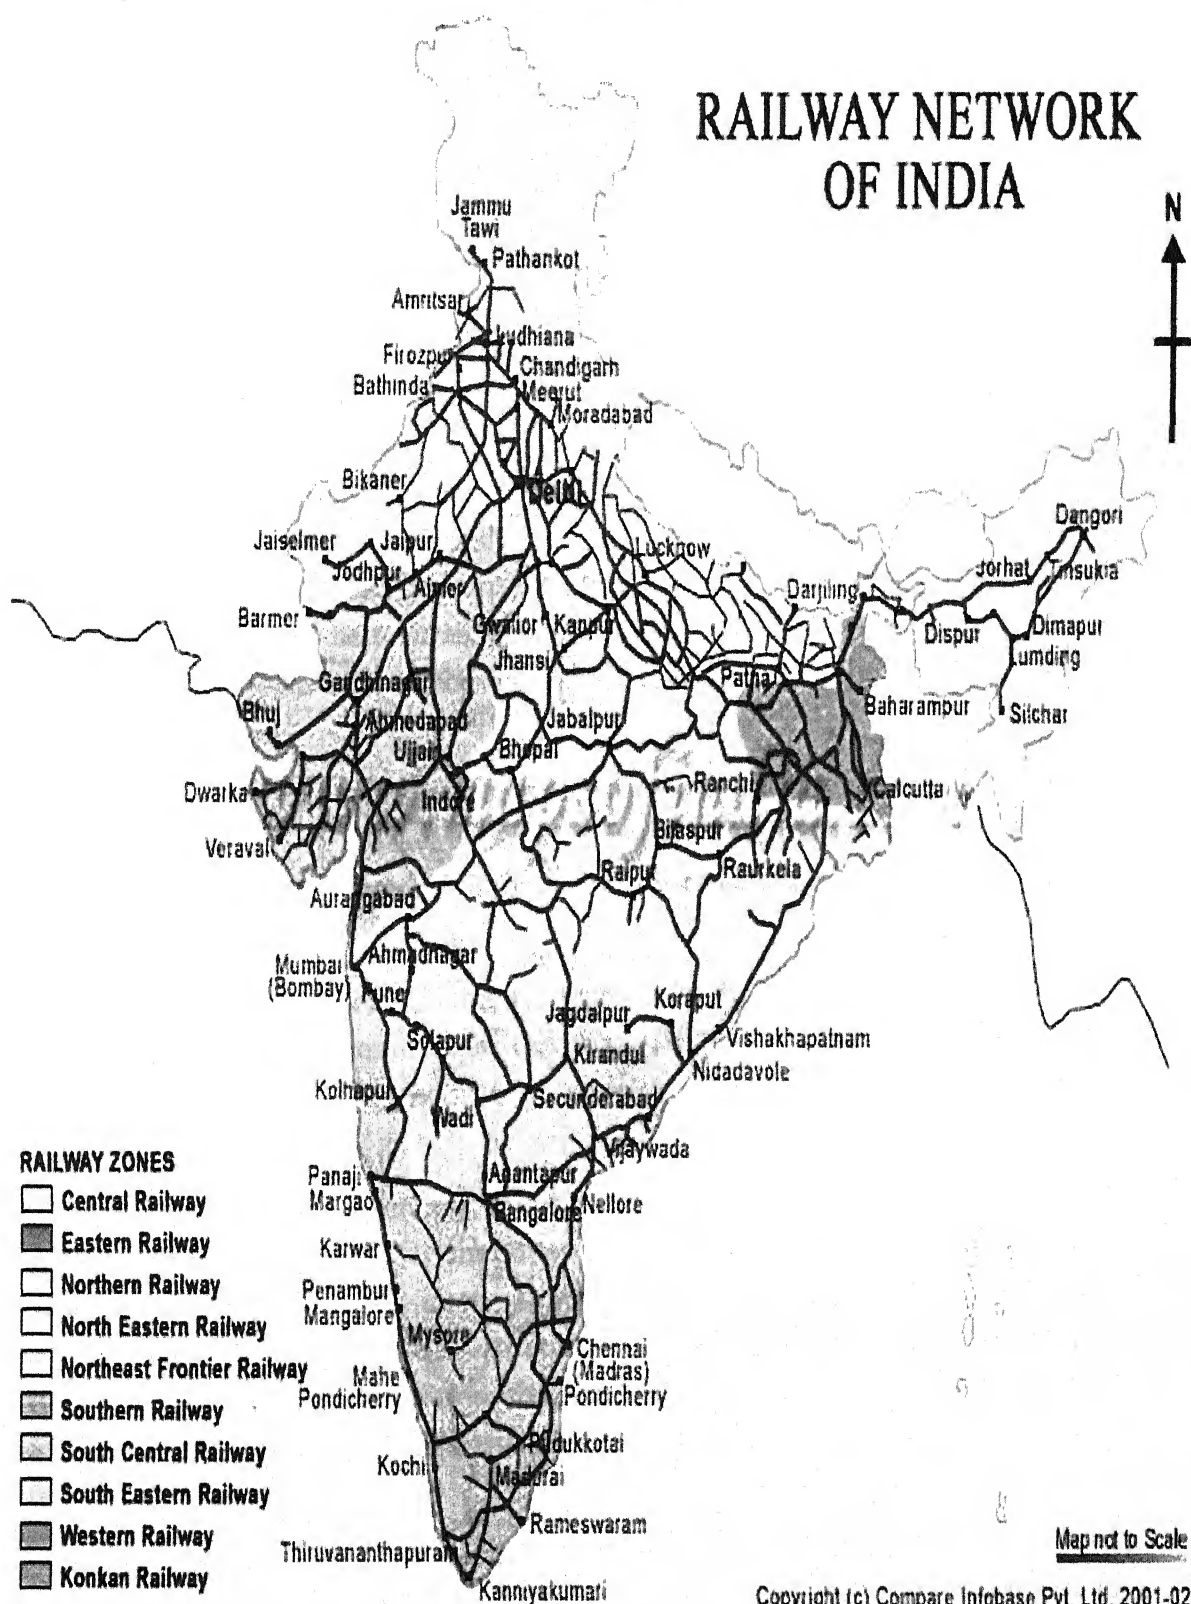 RAILWAY NETWORK
OF INDIA
N
Jammu
Tawi
Pathankot
Amritsar
Ludhiana
Firozpur
Chandigarh
Bathinda
Meerut
Moradabad
Bikaner
Delhi
Dangori
Jaiselmer
Jaipur
Lucknow
Jorhat
Tinsukia
Jodhpur
Ajmer
Darjiling
Barmer
Gwalior
Kanpur
Dispur
Dimapur
Jhansi
Lumding
Gandhinagar
Patna
Baharampur
Silchar
Bhuj
Ahmedabad
Jabalpur
Ujjain
Bhopal
Dwarka
Indore
Ranchi
Calcutta
Veraval
Bilaspur
Raipur
Raurkela
Aurangabad
Mumbai
(Bombay)
Ahmadnagar
Pune
Jagdalpur
Koraput
Solapur
Kirandul
Vishakhapatnam
Nidadavole
Kolhapur
Wadi
Secunderabad
Vijaywada
Panaji
Anantapur
Margao
Bangalore
Nellore
Karwar
Penambur
Mangalore
Mysore
Chennai
(Madras)
Mahe
Pondicherry
Pondicherry
Pudukkotai
Kochi
Madurai
Rameswaram
Thiruvananthapuram
Kanniyakumari
RAILWAY ZONES
Central Railway
Eastern Railway
Northern Railway
North Eastern Railway
Northeast Frontier Railway
Southern Railway
South Central Railway
South Eastern Railway
Western Railway
Konkan Railway
Map not to Scale
Copyright (c) Compare Infobase Pvt. Ltd. 2001-02